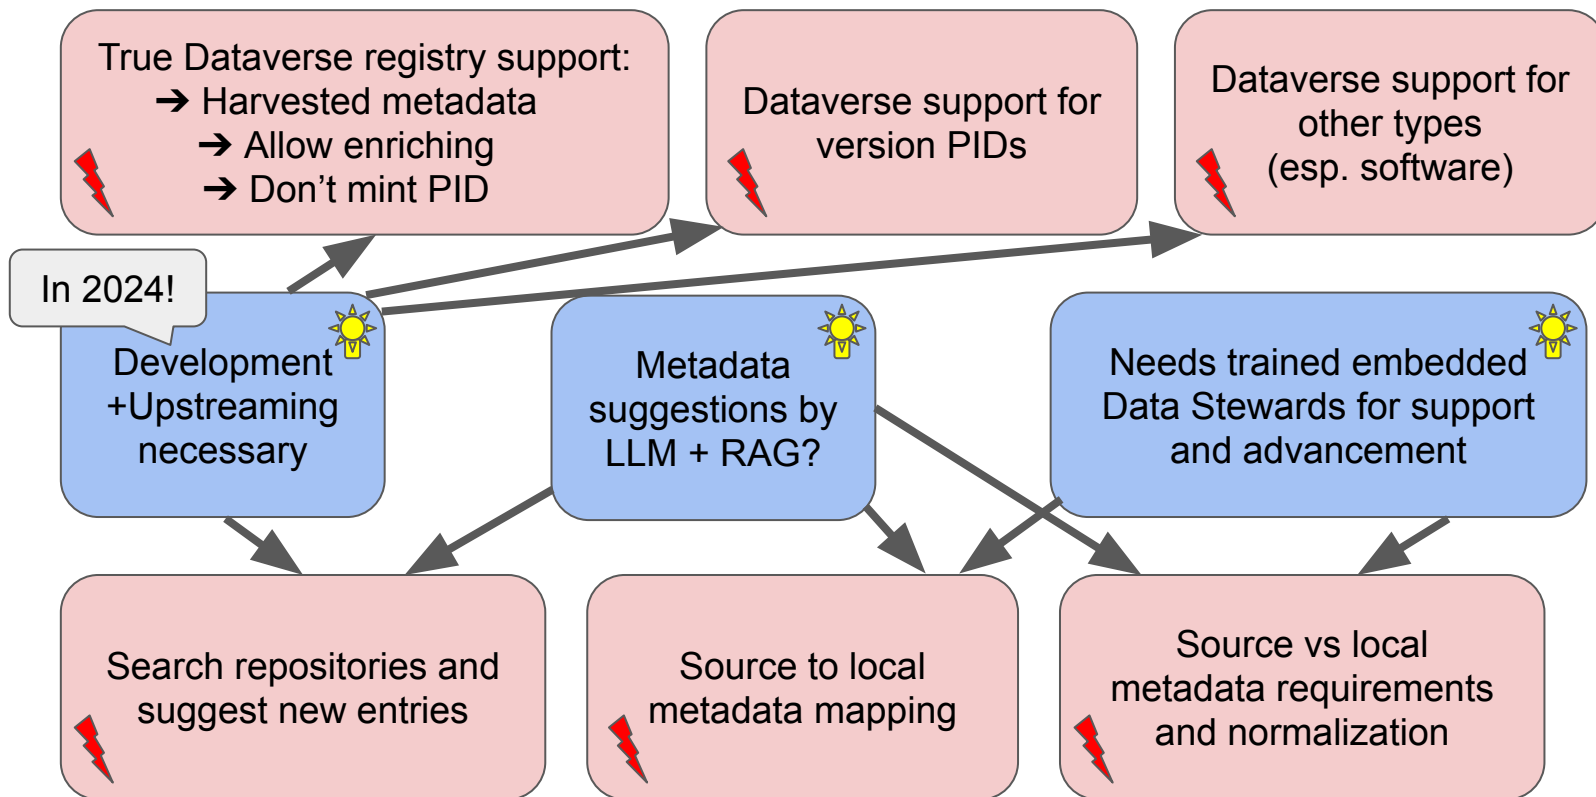 True Dataverse registry support:
➔ Harvested metadata
➔ Allow enriching
➔ Don’t mint PID
Dataverse support for
version PIDs
Dataverse support for
other types
(esp. software)
In 2024!
Development
+Upstreaming
necessary
Metadata
suggestions by
LLM + RAG?
Needs trained embedded
Data Stewards for support
and advancement
Search repositories and
suggest new entries
Source to local
metadata mapping
Source vs local
metadata requirements
and normalization